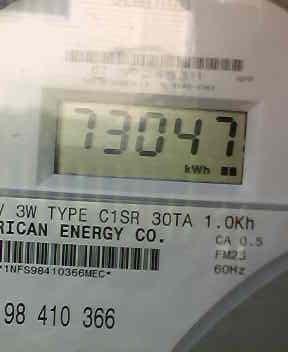 73047
kWh
V 3W TYPE C1SR 30TA 1.0Kh
RICAN ENERGY CO.
CA 0.5
FM2S
60Hz
*1NFS98410366MEC*
98 410 366